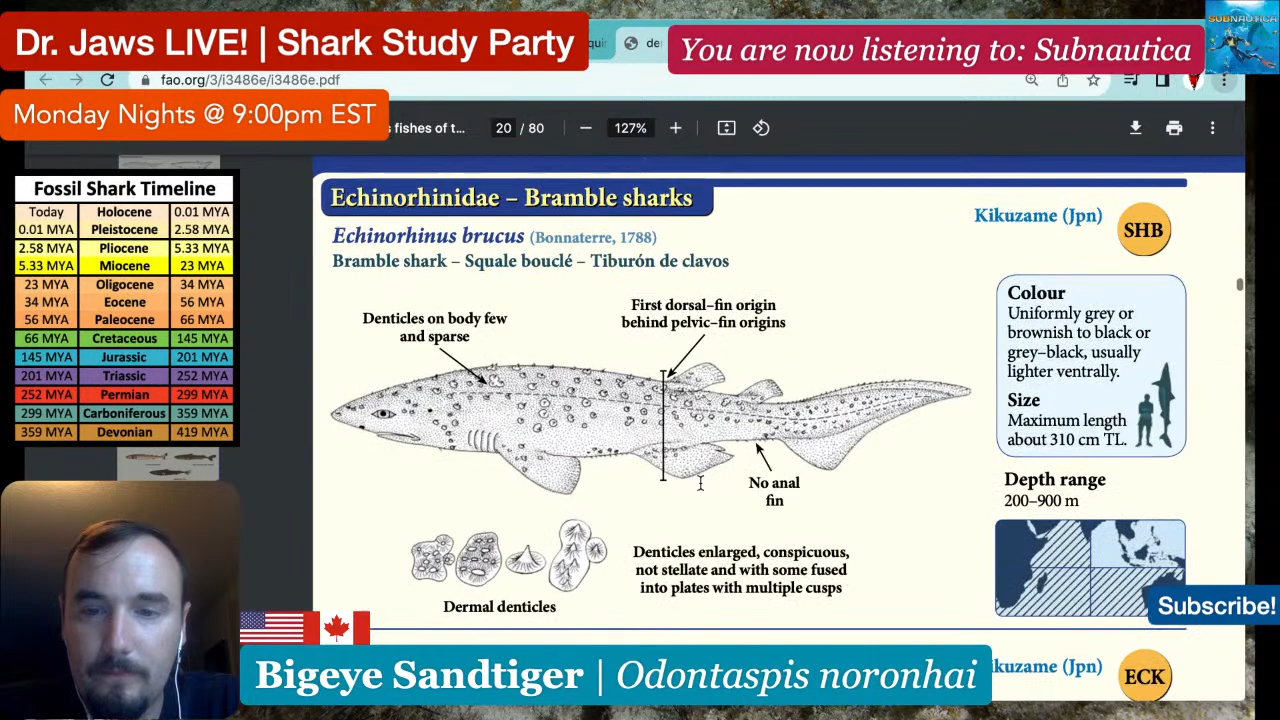 Dr. Jaws LIVE! | Shark Study Party
You are now listening to: Subnautica
SUBNAUTICA
Monday Nights @ 9:00pm EST
fao.org/3/i3486e/i3486e.pdf
fishes of t...
20 / 80
127%
Fossil Shark Timeline
Today Holocene 0.01 MYA
0.01 MYA Pleistocene 2.58 MYA
2.58 MYA Pliocene 5.33 MYA
5.33 MYA Miocene 23 MYA
23 MYA Oligocene 34 MYA
34 MYA Eocene 56 MYA
56 MYA Paleocene 66 MYA
66 MYA Cretaceous 145 MYA
145 MYA Jurassic 201 MYA
201 MYA Triassic 252 MYA
252 MYA Permian 299 MYA
299 MYA Carboniferous 359 MYA
359 MYA Devonian 419 MYA
Echinorhinidae – Bramble sharks
Echinorhinus brucus (Bonnaterre, 1788)
Bramble shark – Squale bouclé – Tiburón de clavos
Kikuzame (Jpn)
SHB
Denticles on body few
and sparse
First dorsal–fin origin
behind pelvic–fin origins
No anal
fin
Dermal denticles
Denticles enlarged, conspicuous,
not stellate and with some fused
into plates with multiple cusps
Colour
Uniformly grey or
brownish to black or
grey–black, usually
lighter ventrally.
Size
Maximum length
about 310 cm TL.
Depth range
200–900 m
Subscribe!
Bigeye Sandtiger | Odontaspis noronhai
ikuzame (Jpn)
ECK